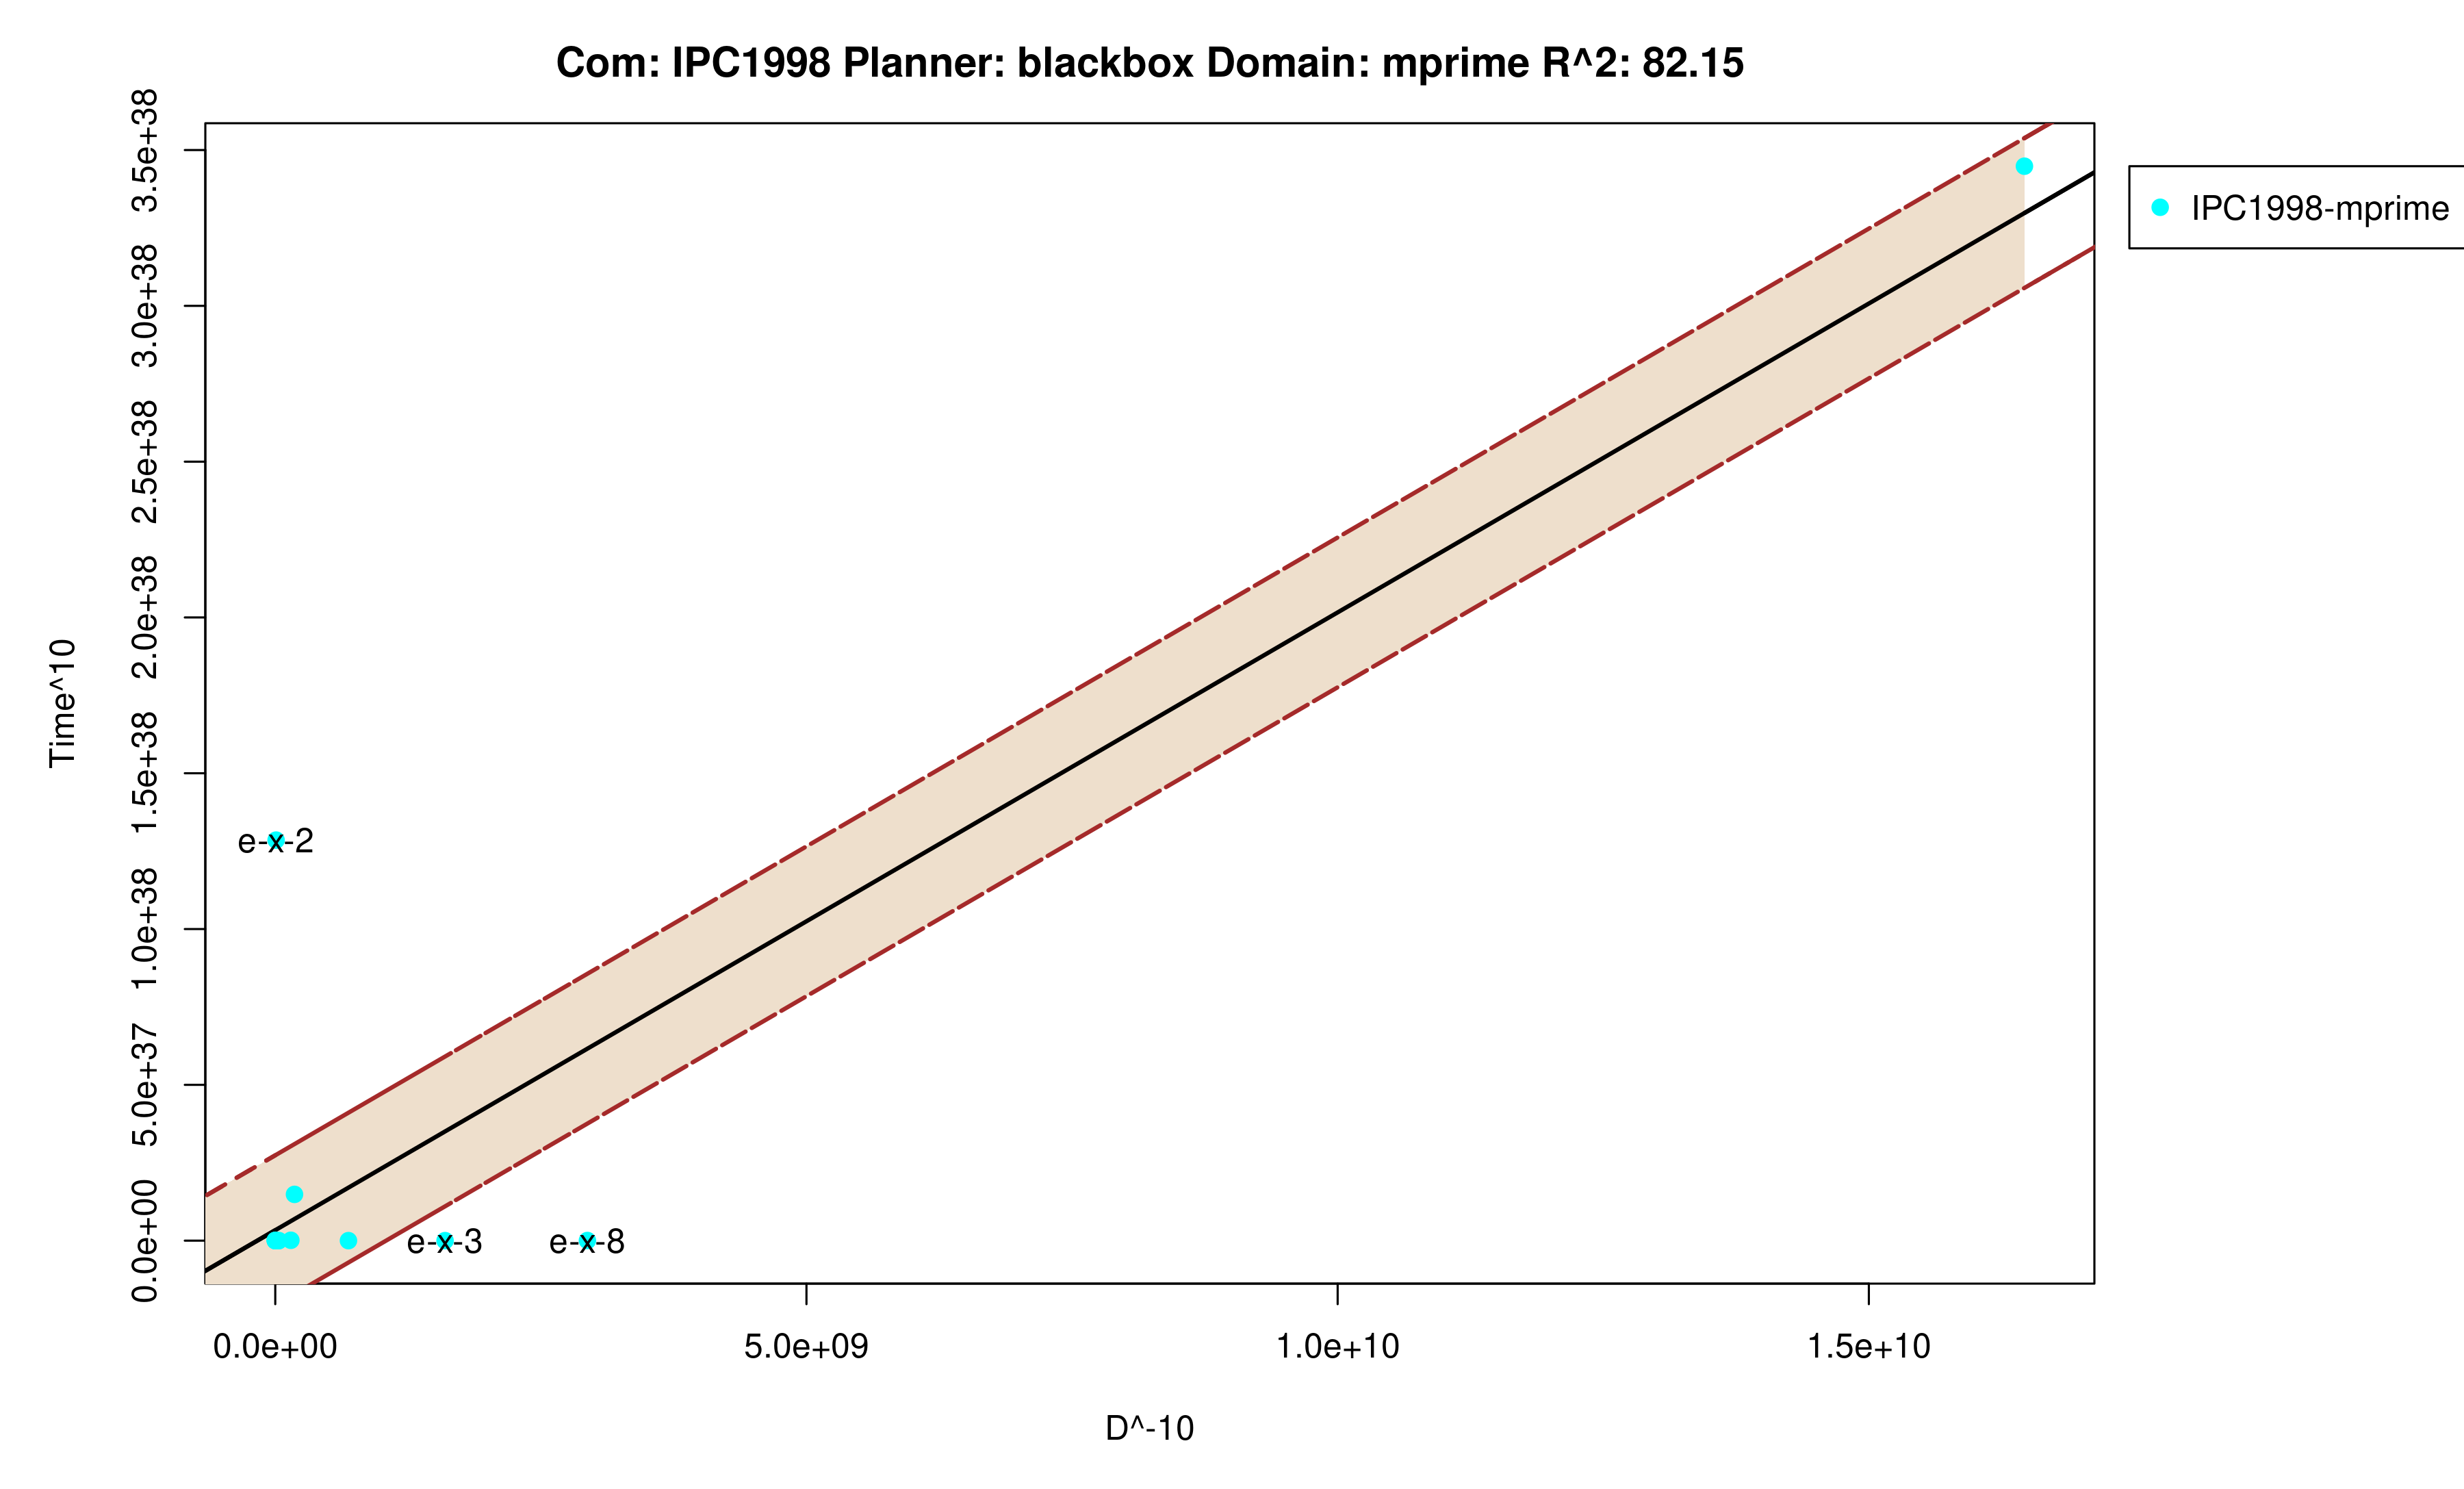 Com: IPC1998 Planner: blackbox Domain: mprime R^2: 82.15
3.5e+38
3.0e+38
2.5e+38
2.0e+38
1.5e+38
1.0e+38
5.0e+37
0.0e+00
Time^10
IPC1998-mprime
e-x-2
e-x-3
e-x-8
0.0e+00
5.0e+09
1.0e+10
1.5e+10
D^-10